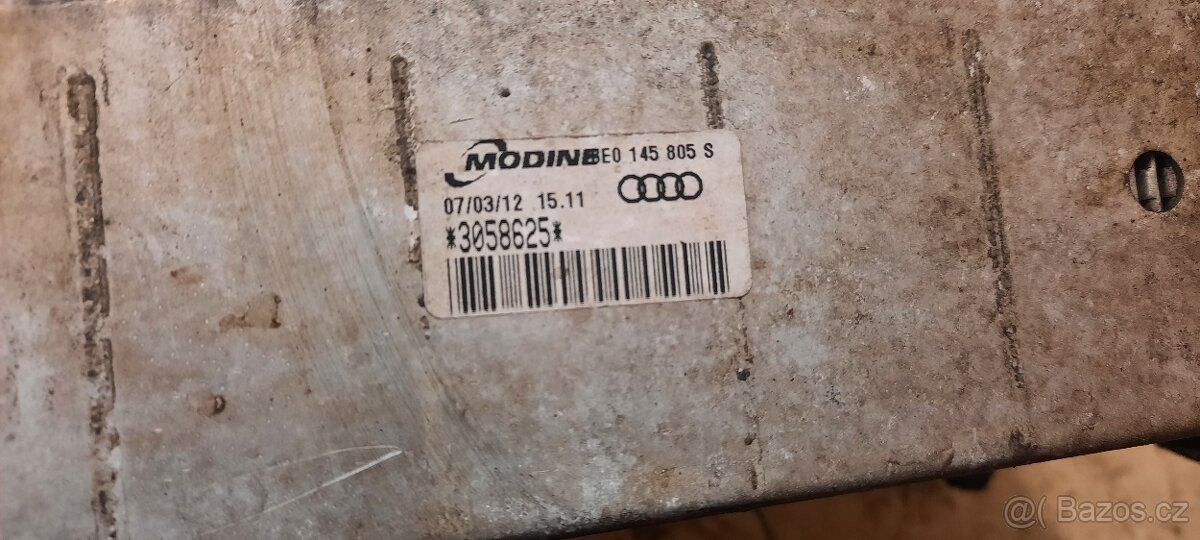 MODINE 8E0 145 805 S
07/03/12 15.11
*3058625*
@ Bazos.cz